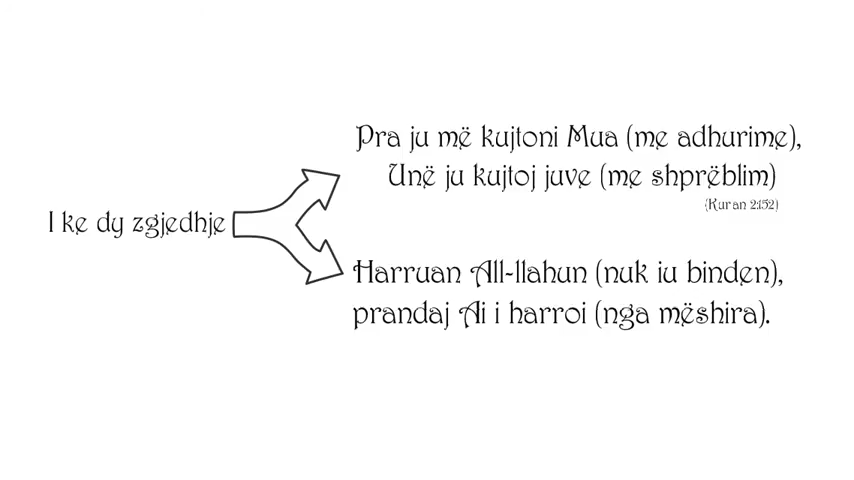 I ke dy zgjedhje
Pra ju më kujtoni Mua (me adhurime),
Unë ju kujtoj juve (me shprëblim)
{Kuran 2:152}
Harruan All-llahun (nuk iu binden),
prandaj Ai i harroi (nga mëshira).